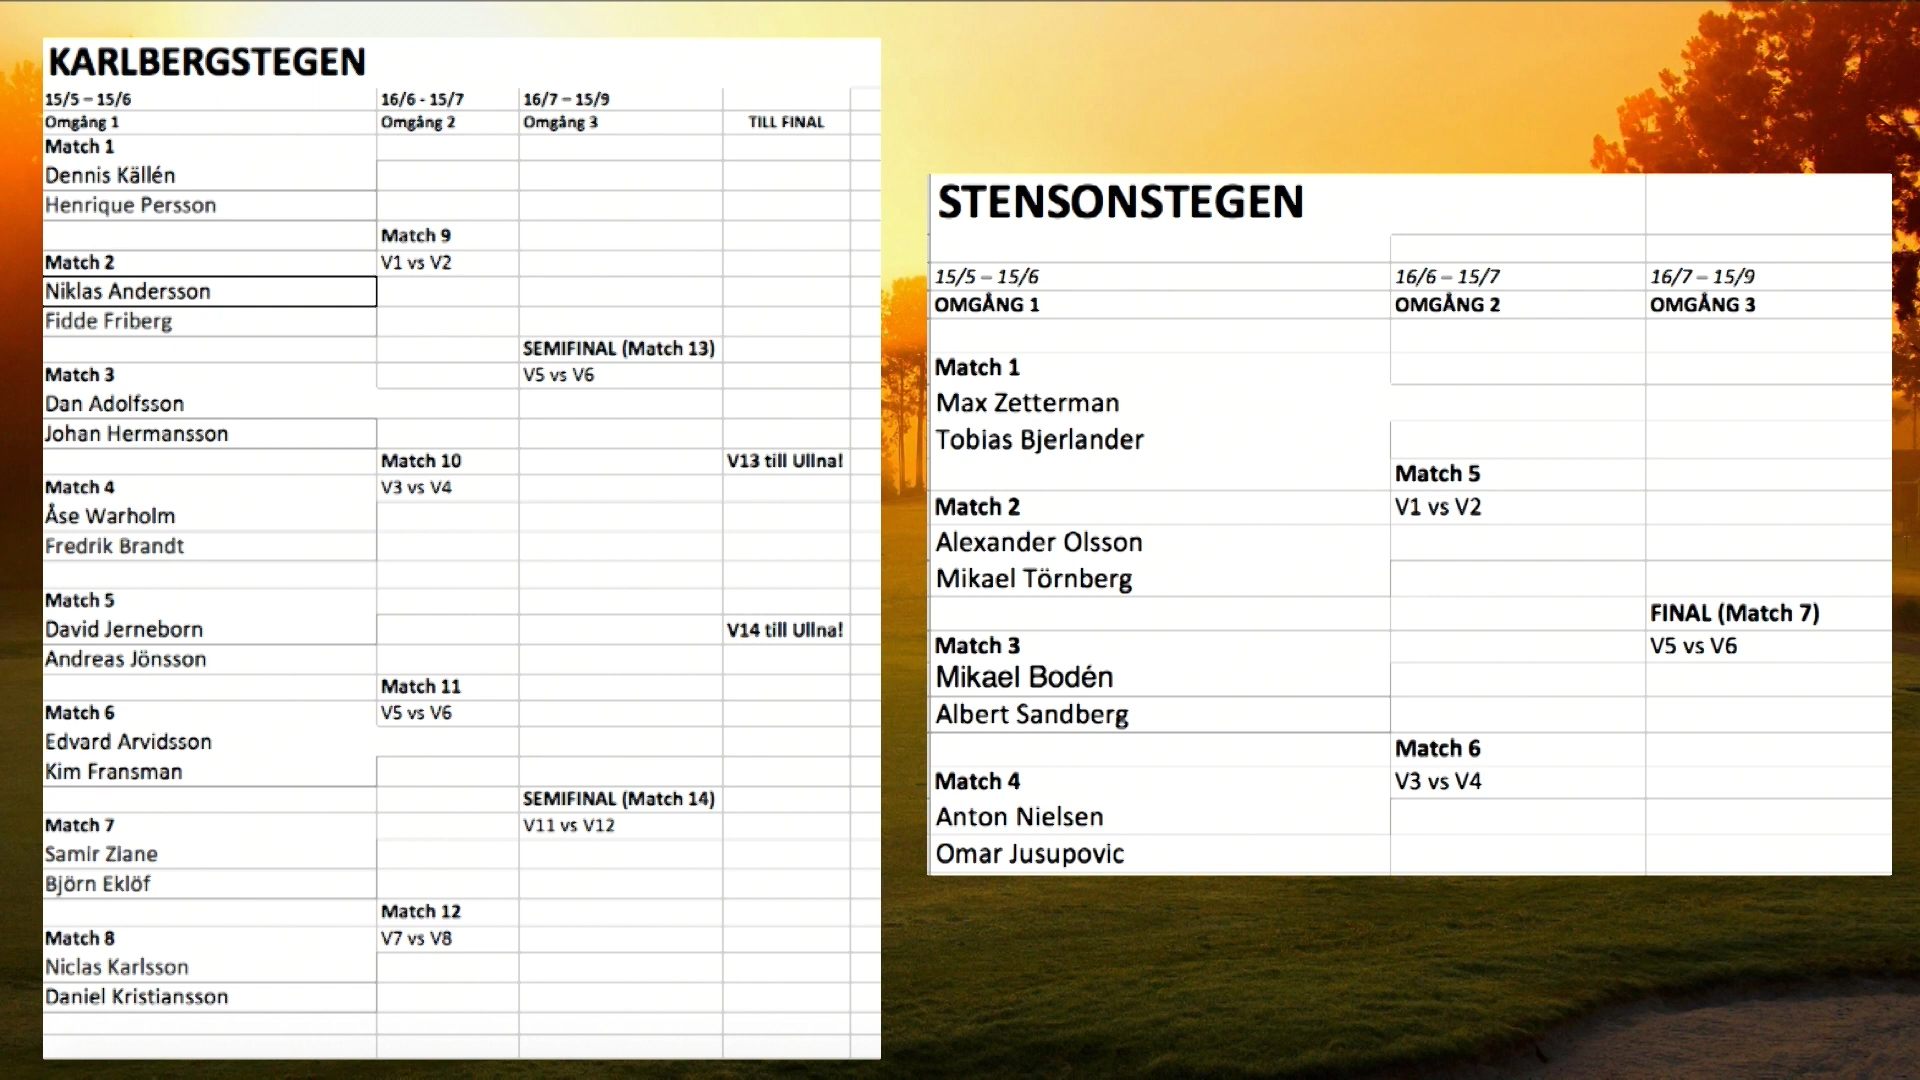 KARLBERGSTEGEN
15/5 – 15/6 16/6 - 15/7 16/7 – 15/9
Omgång 1 Omgång 2 Omgång 3 TILL FINAL
Match 1
Dennis Källén
Henrique Persson
Match 9
Match 2 V1 vs V2
Niklas Andersson
Fidde Friberg
SEMIFINAL (Match 13)
Match 3 V5 vs V6
Dan Adolfsson
Johan Hermansson
Match 10 V13 till Ullna!
Match 4 V3 vs V4
Åse Warholm
Fredrik Brandt
Match 5
David Jerneborn V14 till Ullna!
Andreas Jönsson
Match 11
Match 6 V5 vs V6
Edvard Arvidsson
Kim Fransman
SEMIFINAL (Match 14)
Match 7 V11 vs V12
Samir Ziane
Björn Eklöf
Match 12
Match 8 V7 vs V8
Niclas Karlsson
Daniel Kristiansson
STENSONSTEGEN
15/5 – 15/6 16/6 – 15/7 16/7 – 15/9
OMGÅNG 1 OMGÅNG 2 OMGÅNG 3
Match 1
Max Zetterman
Tobias Bjerlander
Match 5
Match 2 V1 vs V2
Alexander Olsson
Mikael Törnberg
FINAL (Match 7)
Match 3 V5 vs V6
Mikael Bodén
Albert Sandberg
Match 6
Match 4 V3 vs V4
Anton Nielsen
Omar Jusupovic